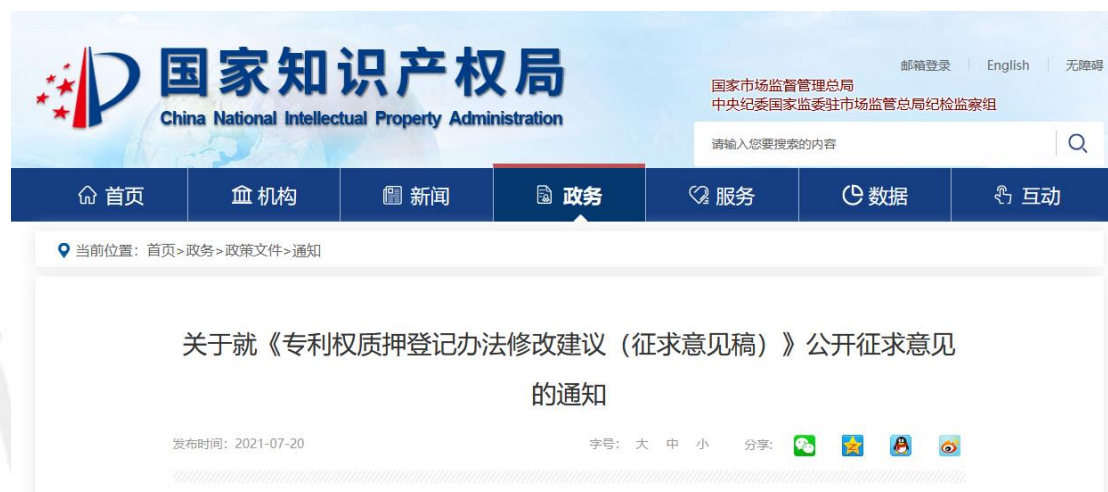 国家知识产权局
China National Intellectual Property Administration
邮箱登录 | English | 无障碍
国家市场监督管理总局
中央纪委国家监委驻市场监管总局纪检监察组
请输入您要搜索的内容
首页 机构 新闻 政务 服务 数据 互动
当前位置：首页>政务>政策文件>通知
关于就《专利权质押登记办法修改建议（征求意见稿）》公开征求意见
的通知
发布时间：2021-07-20 字号： 大 中 小 分享：